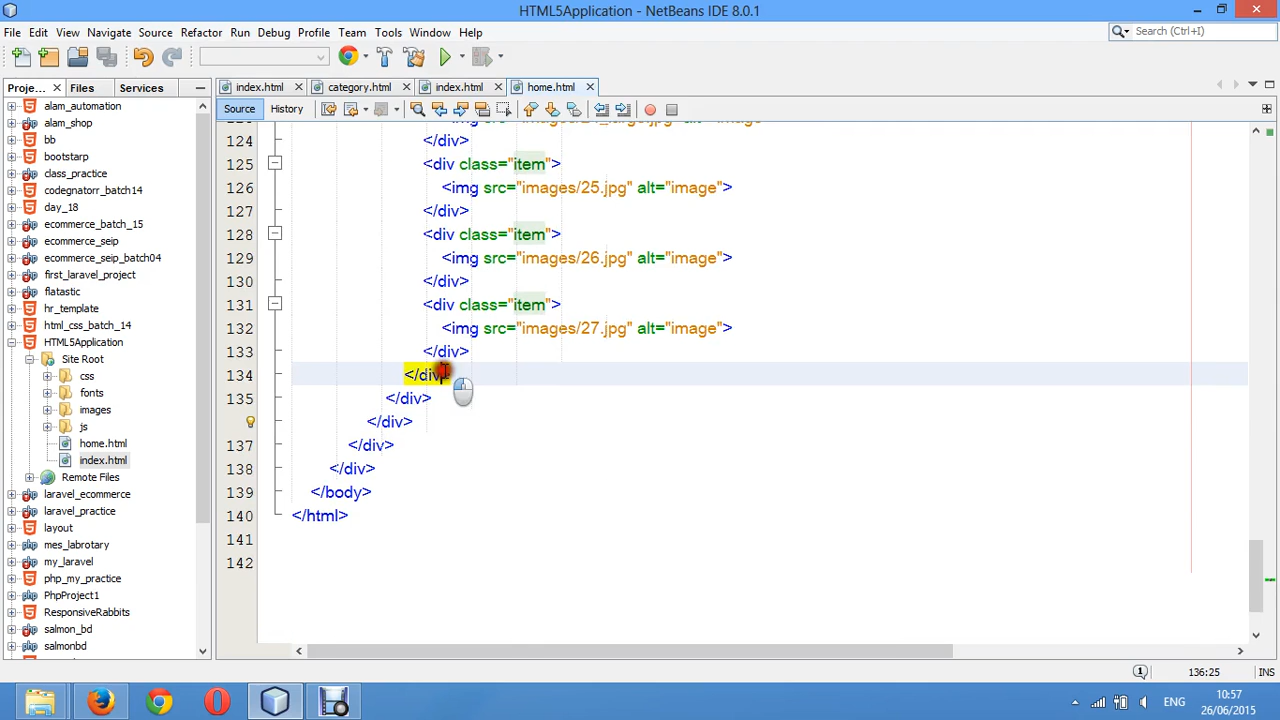 HTML5Application - NetBeans IDE 8.0.1
File Edit View Navigate Source Refactor Run Debug Profile Team Tools Window Help
Search (Ctrl+I)
Proje... Files Services
index.html category.html index.html home.html
Source History
alam_automation
alam_shop
bb
bootstarp
class_practice
codegnatorr_batch14
day_18
ecommerce_batch_15
ecommerce_seip
ecommerce_seip_batch04
first_laravel_project
flatastic
hr_template
html_css_batch_14
HTML5Application
Site Root
css
fonts
images
js
home.html
index.html
Remote Files
laravel_ecommerce
laravel_practice
layout
mes_labrotary
my_laravel
php_my_practice
PhpProject1
ResponsiveRabbits
salmon_bd
salmonbd
124 </div>
125 <div class="item">
126 <img src="images/25.jpg" alt="image">
127 </div>
128 <div class="item">
129 <img src="images/26.jpg" alt="image">
130 </div>
131 <div class="item">
132 <img src="images/27.jpg" alt="image">
133 </div>
134 </div>
135 </div>
</div>
137 </div>
138 </div>
139 </body>
140 </html>
141
142
136:25 INS
ENG
10:57
26/06/2015